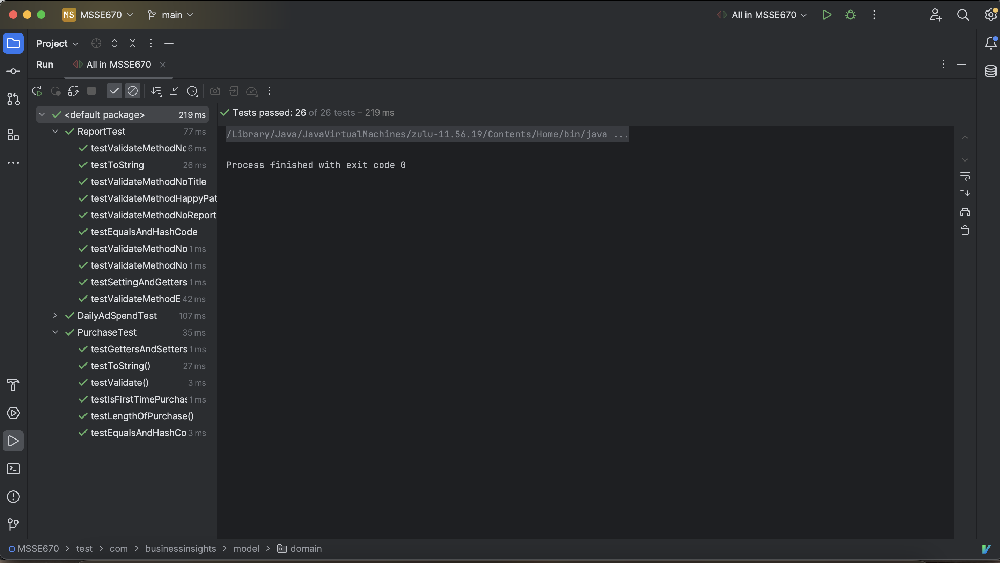 MS MSSE670 main All in MSSE670
Project
Run All in MSSE670
<default package> 219 ms
Tests passed: 26 of 26 tests – 219 ms
ReportTest 77 ms
/Library/Java/JavaVirtualMachines/zulu-11.56.19/Contents/Home/bin/java ...
testValidateMethodNo 6 ms
testToString 26 ms
Process finished with exit code 0
testValidateMethodNoTitle
testValidateMethodHappyPat
testValidateMethodNoReport
testEqualsAndHashCode
testValidateMethodNo 1 ms
testValidateMethodNo 1 ms
testSettingAndGetters 1 ms
testValidateMethodE 42 ms
DailyAdSpendTest 107 ms
PurchaseTest 35 ms
testGettersAndSetters 1 ms
testToString() 27 ms
testValidate() 3 ms
testIsFirstTimePurchas 1 ms
testLengthOfPurchase()
testEqualsAndHashCo 3 ms
MSSE670 > test > com > businessinsights > model > domain